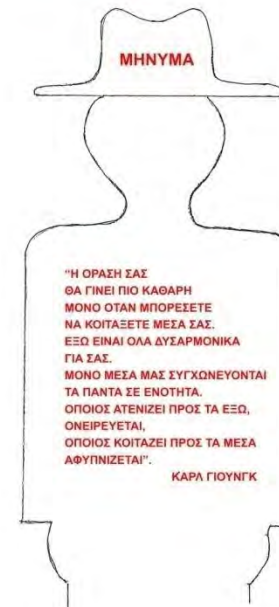 ΜΗΝΥΜΑ
“Η ΟΡΑΣΗ ΣΑΣ
ΘΑ ΓΙΝΕΙ ΠΙΟ ΚΑΘΑΡΗ
ΜΟΝΟ ΟΤΑΝ ΜΠΟΡΕΣΕΤΕ
ΝΑ ΚΟΙΤΑΞΕΤΕ ΜΕΣΑ ΣΑΣ.
ΕΞΩ ΕΙΝΑΙ ΟΛΑ ΔΥΣΑΡΜΟΝΙΚΑ
ΓΙΑ ΣΑΣ.
ΜΟΝΟ ΜΕΣΑ ΜΑΣ ΣΥΓΧΩΝΕΥΟΝΤΑΙ
ΤΑ ΠΑΝΤΑ ΣΕ ΕΝΟΤΗΤΑ.
ΟΠΟΙΟΣ ΑΤΕΝΙΖΕΙ ΠΡΟΣ ΤΑ ΕΞΩ,
ΟΝΕΙΡΕΥΕΤΑΙ,
ΟΠΟΙΟΣ ΚΟΙΤΑΖΕΙ ΠΡΟΣ ΤΑ ΜΕΣΑ
ΑΦΥΠΝΙΖΕΤΑΙ”.
ΚΑΡΛ ΓΙΟΥΝΓΚ